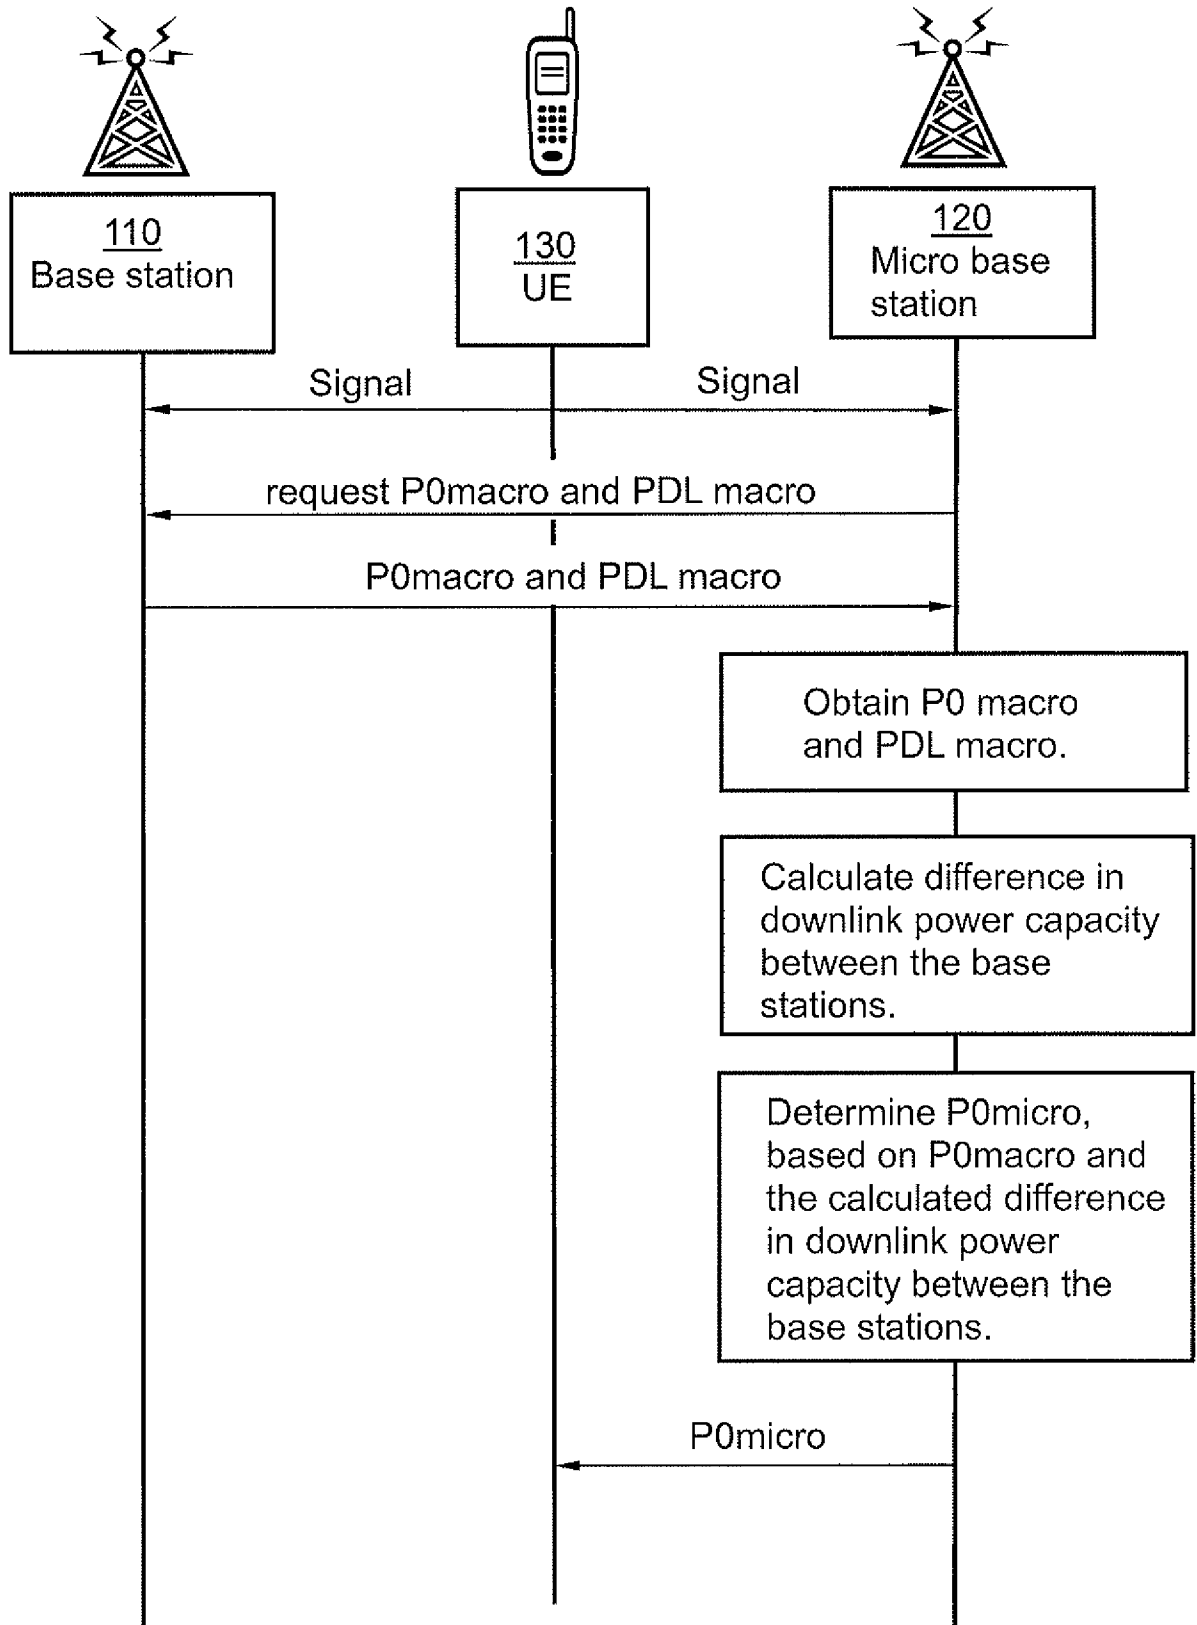 110
Base station
130
UE
120
Micro base
station
Signal
Signal
request P0macro and PDL macro
P0macro and PDL macro
Obtain P0 macro
and PDL macro.
Calculate difference in
downlink power capacity
between the base
stations.
Determine P0micro,
based on P0macro and
the calculated difference
in downlink power
capacity between the
base stations.
P0micro